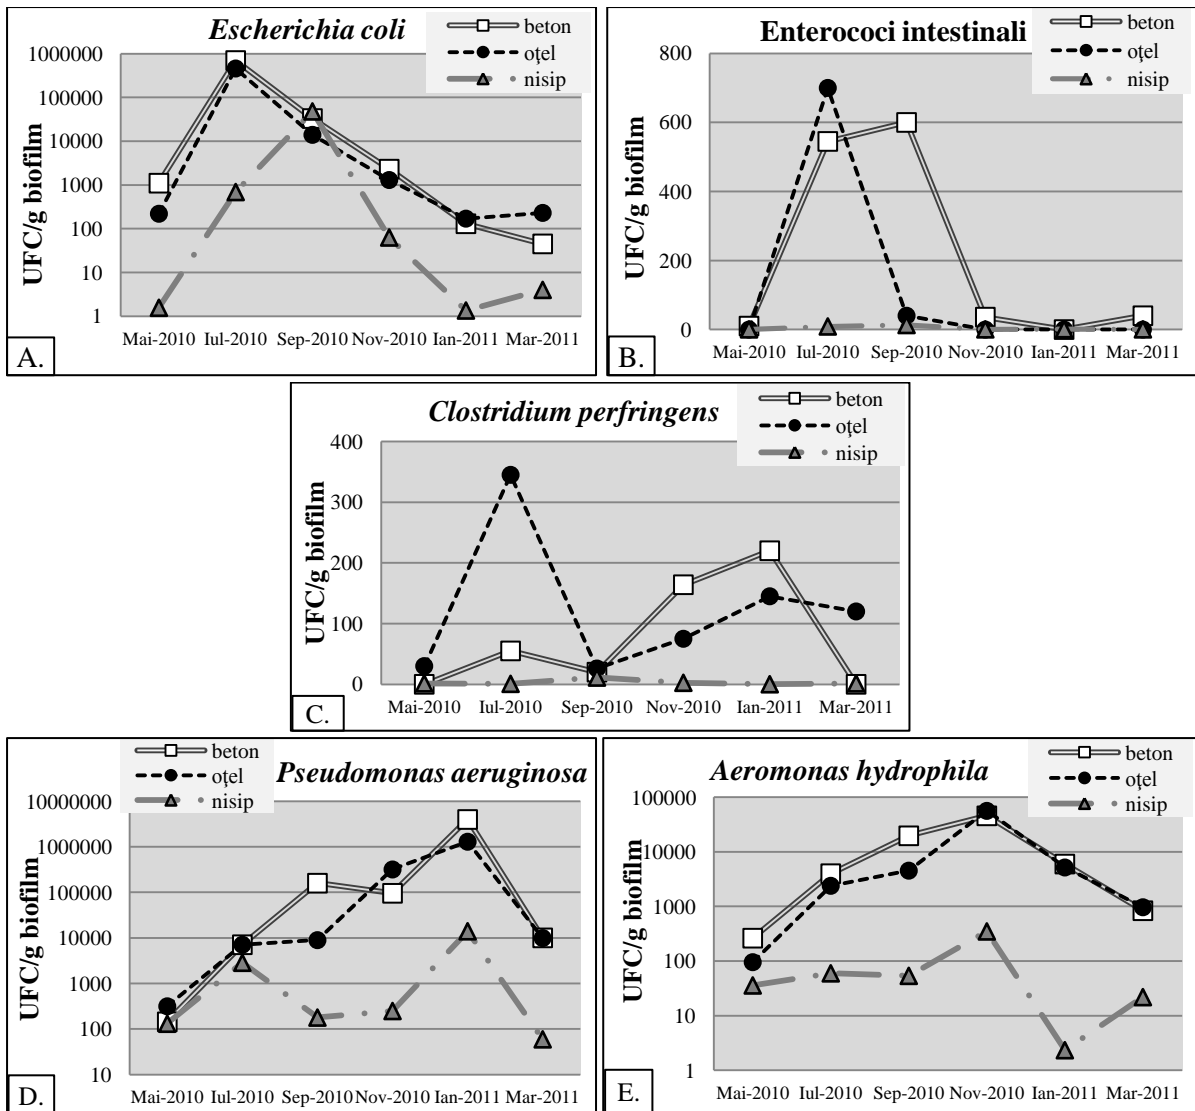 Escherichia coli
beton
oţel
nisip
UFC/g biofilm
1000000
100000
10000
1000
100
10
1
Mai-2010 Iul-2010 Sep-2010 Nov-2010 Ian-2011 Mar-2011
A.
Enterococi intestinali
beton
oţel
nisip
UFC/g biofilm
800
600
400
200
0
Mai-2010 Iul-2010 Sep-2010 Nov-2010 Ian-2011 Mar-2011
B.
Clostridium perfringens
beton
oţel
nisip
UFC/g biofilm
400
300
200
100
0
Mai-2010 Iul-2010 Sep-2010 Nov-2010 Ian-2011 Mar-2011
C.
Pseudomonas aeruginosa
beton
oţel
nisip
UFC/g biofilm
10000000
1000000
100000
10000
1000
100
10
Mai-2010 Iul-2010 Sep-2010 Nov-2010 Ian-2011 Mar-2011
D.
Aeromonas hydrophila
beton
oţel
nisip
UFC/g biofilm
100000
10000
1000
100
10
1
Mai-2010 Iul-2010 Sep-2010 Nov-2010 Ian-2011 Mar-2011
E.